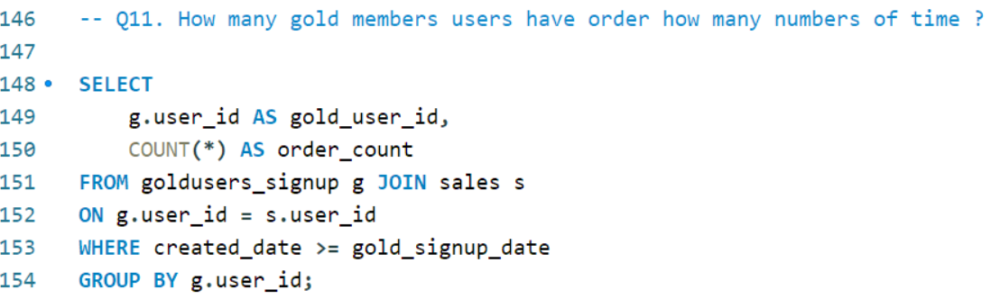 146 -- Q11. How many gold members users have order how many numbers of time ?
147
148 • SELECT
149 g.user_id AS gold_user_id,
150 COUNT(*) AS order_count
151 FROM goldusers_signup g JOIN sales s
152 ON g.user_id = s.user_id
153 WHERE created_date >= gold_signup_date
154 GROUP BY g.user_id;